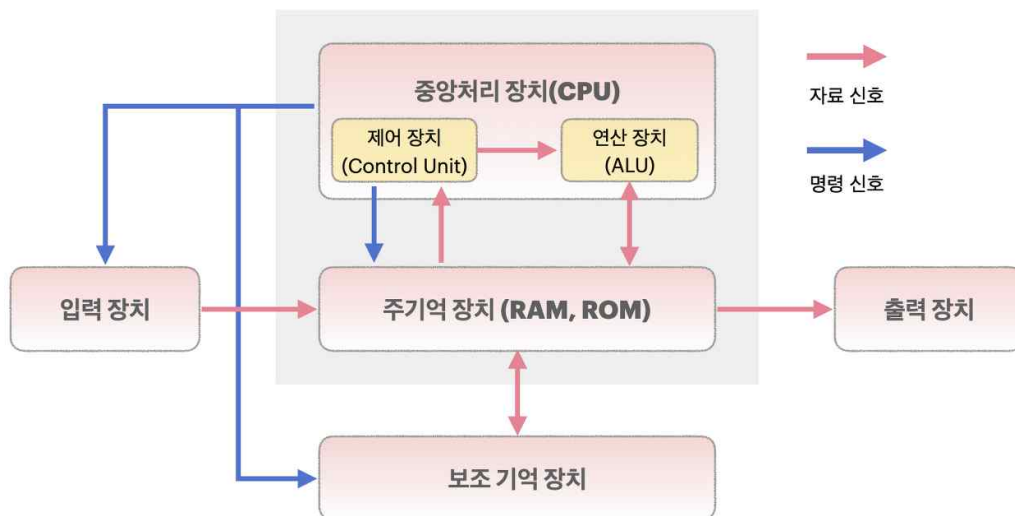 중앙처리 장치(CPU)
제어 장치
(Control Unit)
연산 장치
(ALU)
자료 신호
명령 신호
입력 장치
주기억 장치 (RAM, ROM)
출력 장치
보조 기억 장치